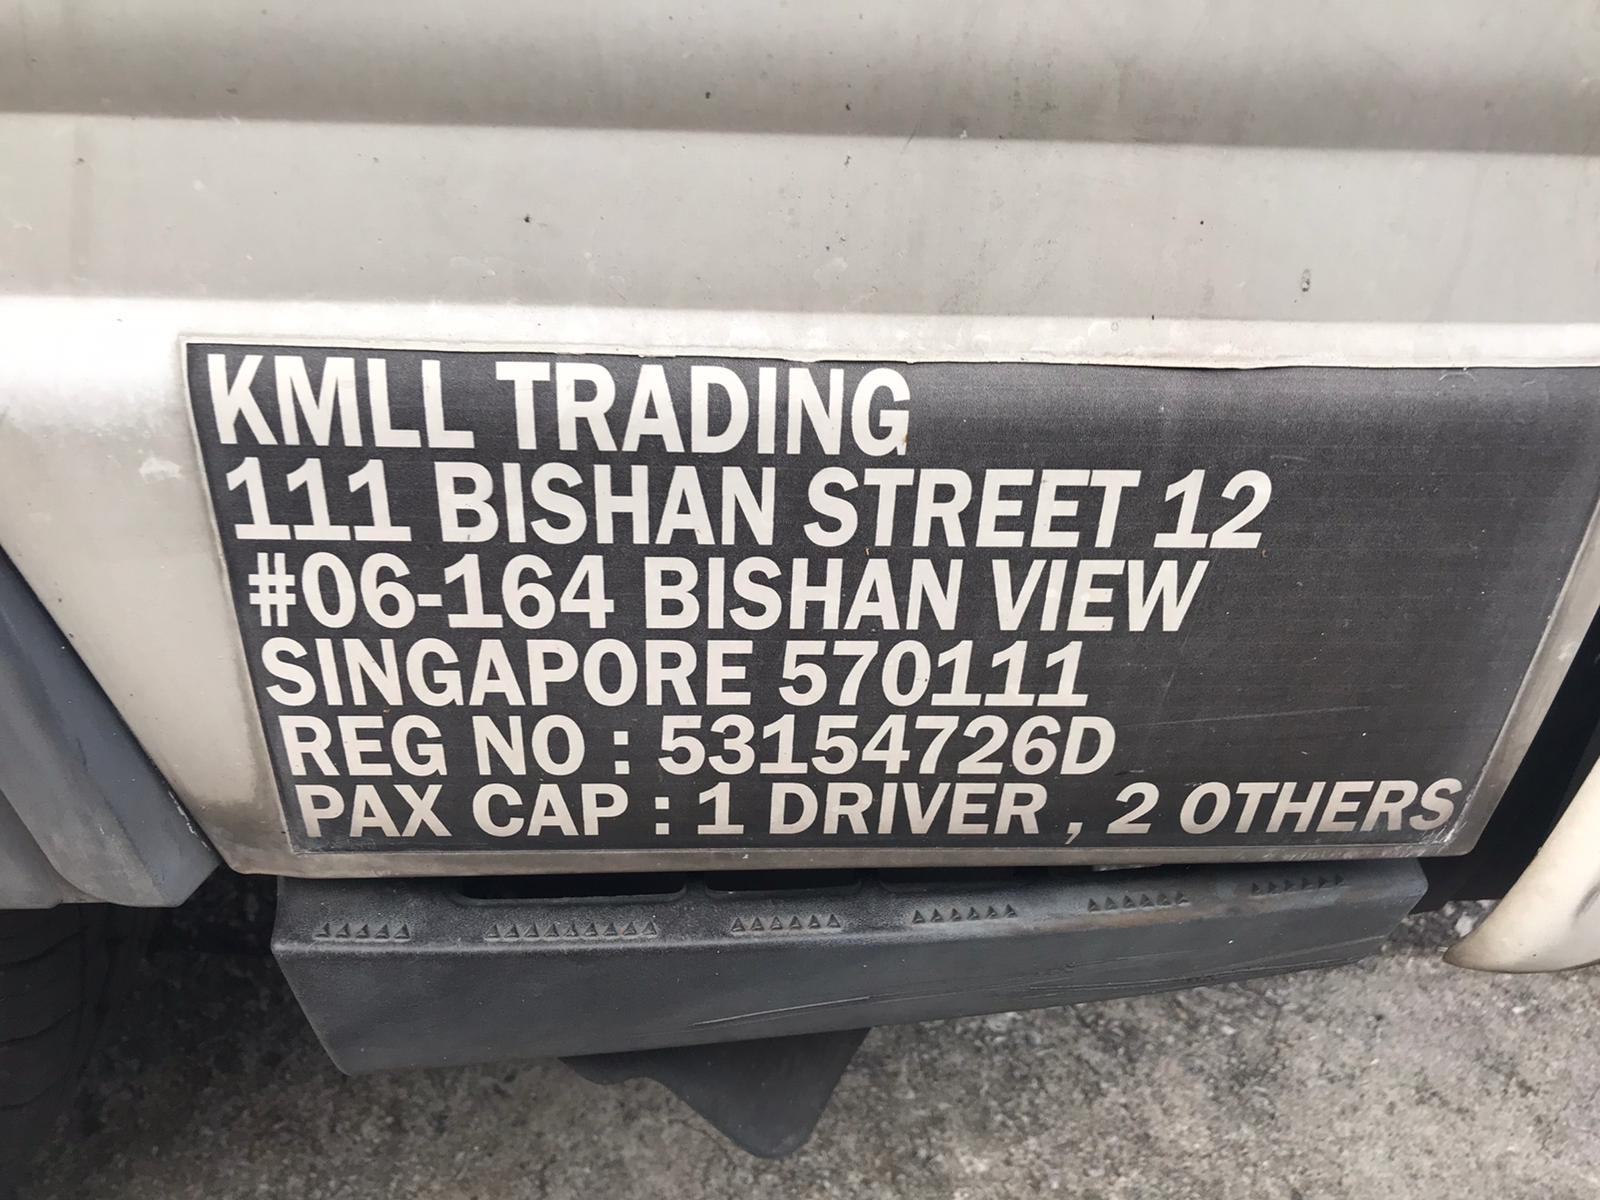 KMLL TRADING
111 BISHAN STREET 12
#06-164 BISHAN VIEW
SINGAPORE 570111
REG NO : 53154726D
PAX CAP : 1 DRIVER , 2 OTHERS